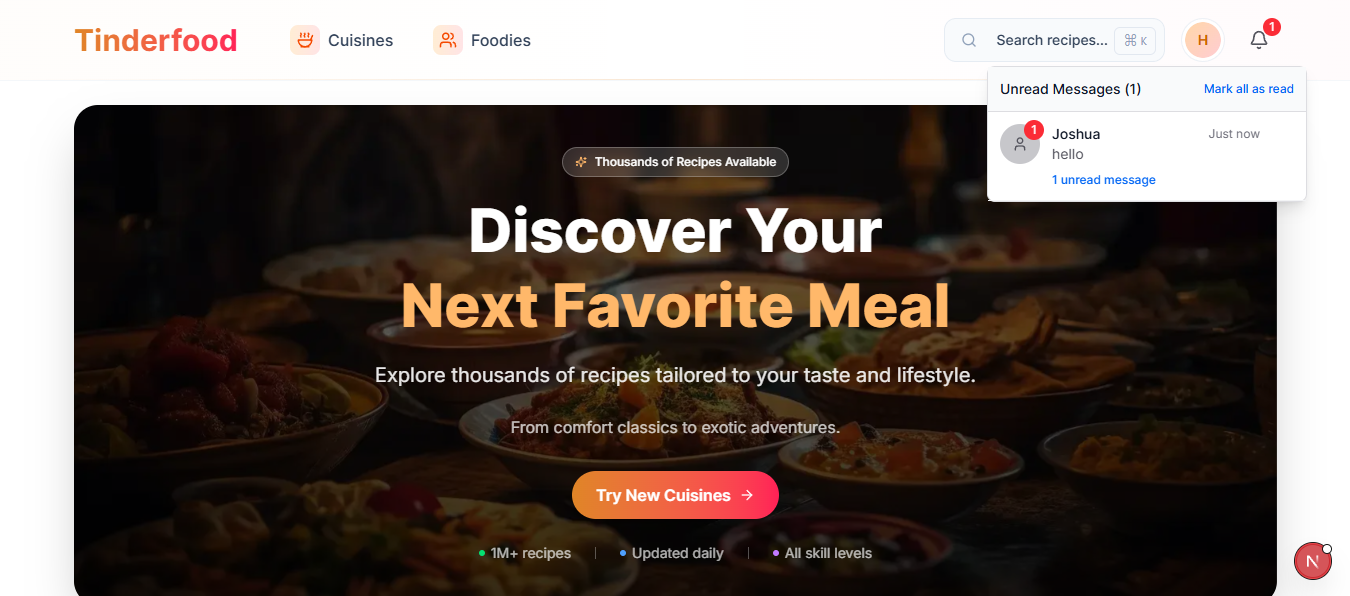 Tinderfood
Cuisines
Foodies
Search recipes...
⌘ K
H
1
Unread Messages (1)
Mark all as read
1
Joshua
Just now
hello
1 unread message
Thousands of Recipes Available
Discover Your
Next Favorite Meal
Explore thousands of recipes tailored to your taste and lifestyle.
From comfort classics to exotic adventures.
Try New Cuisines →
1M+ recipes
Updated daily
All skill levels
N